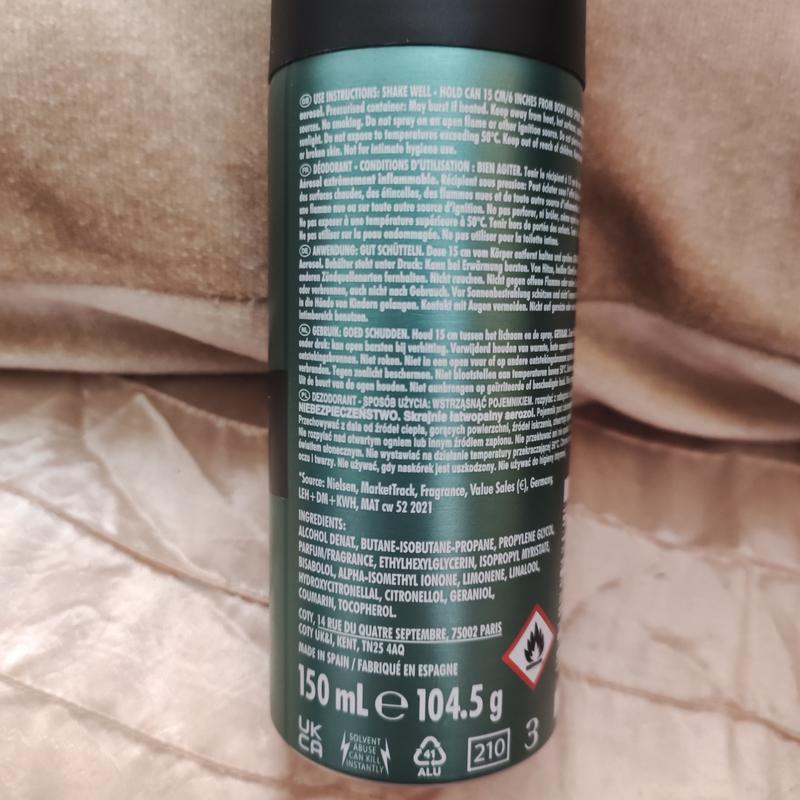 GB USE INSTRUCTIONS: SHAKE WELL - HOLD CAN 15 CM/6 INCHES FROM BODY AND
aerosol. Pressurised container: May burst if heated. Keep away from heat, hot
sources. No smoking. Do not spray on an open flame or other ignition source.
sunlight. Do not expose to temperatures exceeding 50°C. Keep out of reach of children.
or broken skin. Not for intimate hygiene use.
FR DÉODORANT - CONDITIONS D'UTILISATION : BIEN AGITER. Tenir le récipient à 15
Aérosol extrêmement inflammable. Récipient sous pression: Peut éclater sous
des surfaces chaudes, des étincelles, des flammes nues et de toute autre source
une flamme nue ou sur toute autre source d'ignition. Ne pas perforer, ni brûler, même
Ne pas exposer à une température supérieure à 50°C. Tenir hors de portée des enfants.
Ne pas utiliser sur la peau endommagée. Ne pas utiliser pour la toilette intime.
DE ANWENDUNG: GUT SCHÜTTELN. Dose 15 cm vom Körper entfernt halten und
Aerosol. Behälter steht unter Druck: Kann bei Erwärmung bersten. Von Hitze,
anderen Zündquellenarten fernhalten. Nicht rauchen. Nicht gegen offene Flamme
oder verbrennen, auch nicht nach Gebrauch. Vor Sonnenbestrahlung schützen und
in die Hände von Kindern gelangen. Kontakt mit Augen vermeiden. Nicht auf
Intimbereich benutzen.
NL GEBRUIK: GOED SCHUDDEN. Houd 15 cm tussen het lichaam en de spray.
onder druk: kan open barsten bij verhitting. Verwijderd houden van warmte,
ontstekingsbronnen. Niet roken. Niet in een open vuur of op andere ontstekingsbronnen
verbranden. Tegen zonlicht beschermen. Niet blootstellen aan temperaturen boven 50°C.
Uit de buurt van de ogen houden. Niet aanbrengen op geïrriteerde of beschadigde huid.
PL DEZODORANT - SPOSÓB UŻYCIA: WSTRZĄSNĄĆ POJEMNIKIEM. rozpylić z
NIEBEZPIECZEŃSTWO. Skrajnie łatwopalny aerozol. Pojemnik pod
Przechowywać z dala od źródeł ciepła, gorących powierzchni, źródeł iskrzenia,
Nie rozpylać nad otwartym ogniem lub innym źródłem zapłonu. Nie przekłuwać ani
światłem słonecznym. Nie wystawiać na działanie temperatury przekraczającej 50°C.
oczu i twarzy. Nie używać, gdy naskórek jest uszkodzony. Nie używać do higieny
*Source: Nielsen, MarketTrack, Fragrance, Value Sales (€), Germany,
LEH+DM+KWH, MAT cw 52 2021
INGREDIENTS:
ALCOHOL DENAT., BUTANE-ISOBUTANE-PROPANE, PROPYLENE GLYCOL,
PARFUM/FRAGRANCE, ETHYLHEXYLGLYCERIN, ISOPROPYL MYRISTATE,
BISABOLOL, ALPHA-ISOMETHYL IONONE, LIMONENE, LINALOOL,
HYDROXYCITRONELLAL, CITRONELLOL, GERANIOL,
COUMARIN, TOCOPHEROL.
COTY, 14 RUE DU QUATRE SEPTEMBRE, 75002 PARIS
COTY UK&I, KENT, TN25 4AQ
MADE IN SPAIN / FABRIQUÉ EN ESPAGNE
150 mL ℮ 104.5 g
UK
CA
SOLVENT
ABUSE
CAN KILL
INSTANTLY
41
ALU
210
3